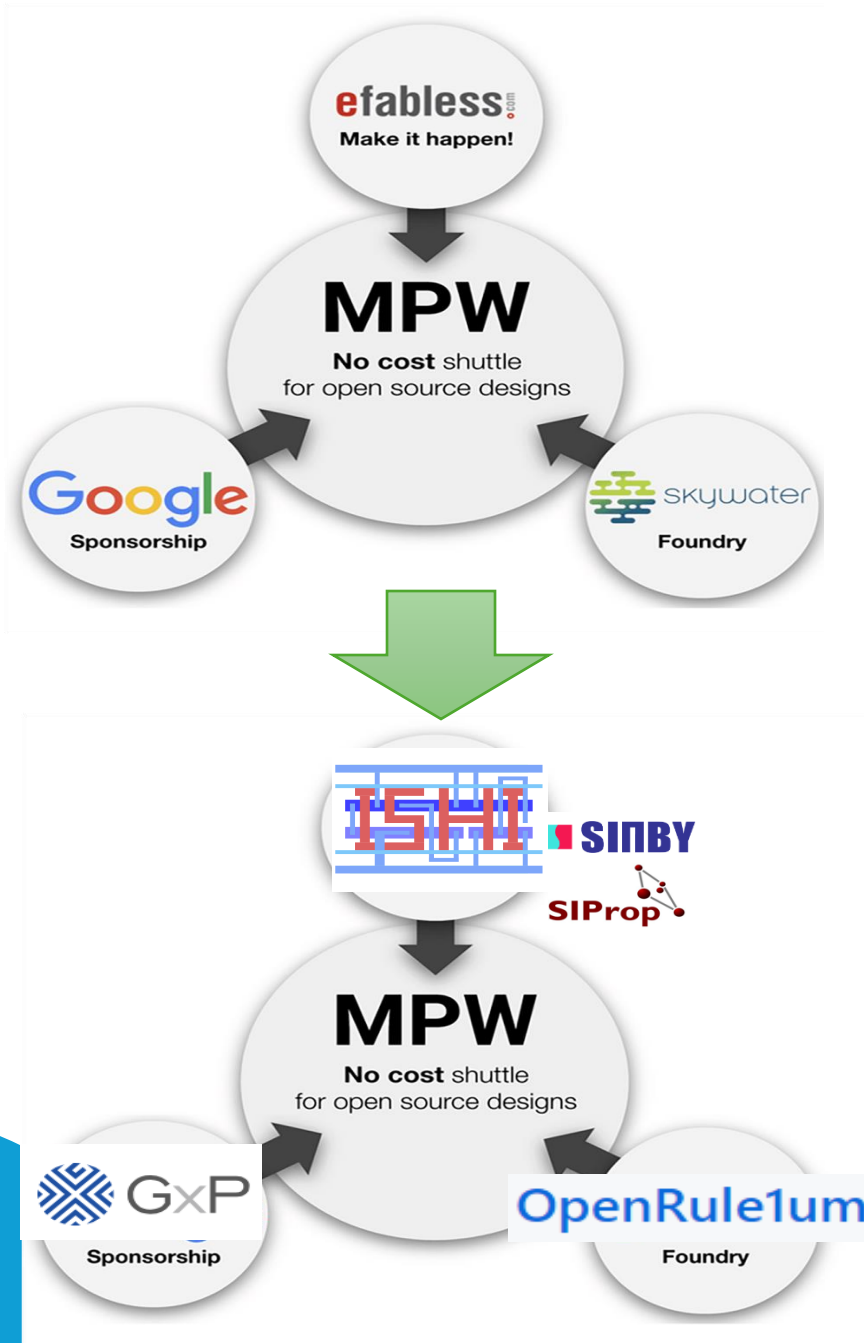 efabless.com
Make it happen!
MPW
No cost shuttle
for open source designs
Google
Sponsorship
skywater
Foundry
ISHI
SINBY
SIProp
MPW
No cost shuttle
for open source designs
GxP
Sponsorship
OpenRule1um
Foundry